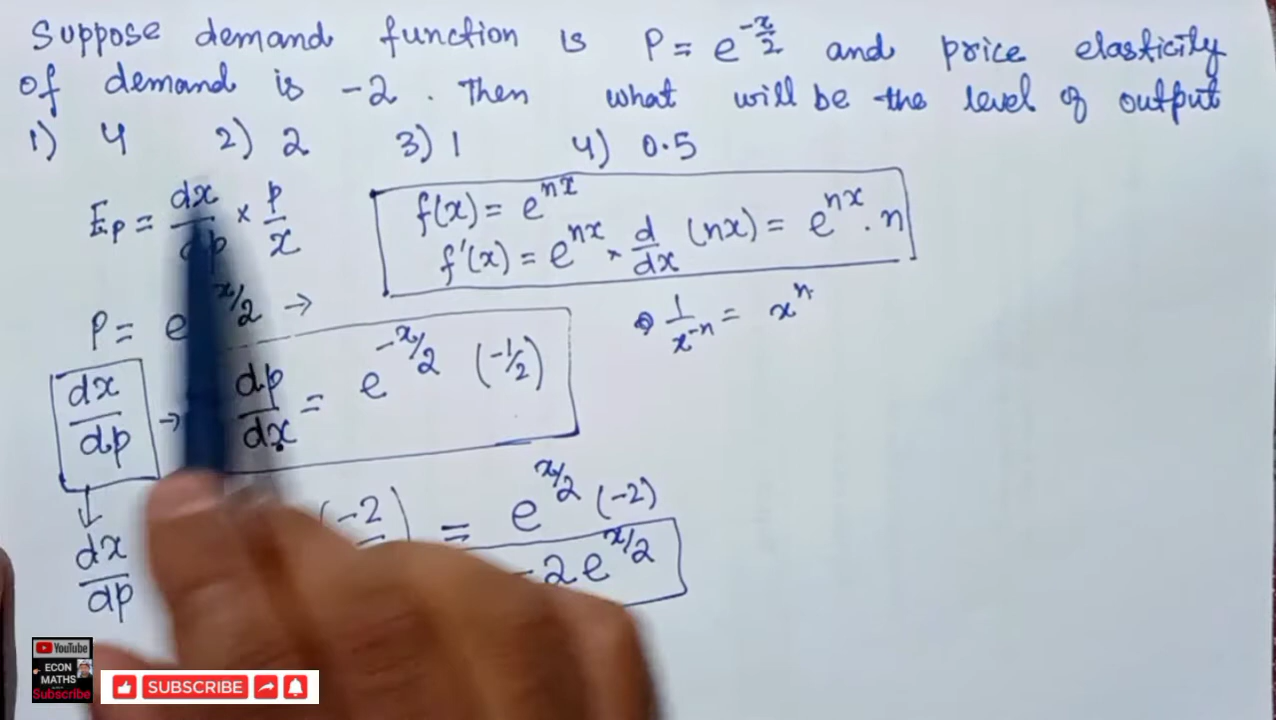 Suppose demand function is P = e^{-x/2} and price elasticity
of demand is -2. Then what will be the level of output
1) 4 2) 2 3) 1 4) 0.5
Ep = dx/dp × p/x
f(x) = e^{nx}
f'(x) = e^{nx} × d/dx (nx) = e^{nx} . n
1/x^{-n} = x^n
P = e x/2 →
dx/dp → dp/dx = e^{-x/2} (-1/2)
dx/dp (-2 ) = e^{x/2} (-2)
-2e^{x/2}
YouTube
ECON
MATHS
Subscribe
SUBSCRIBE